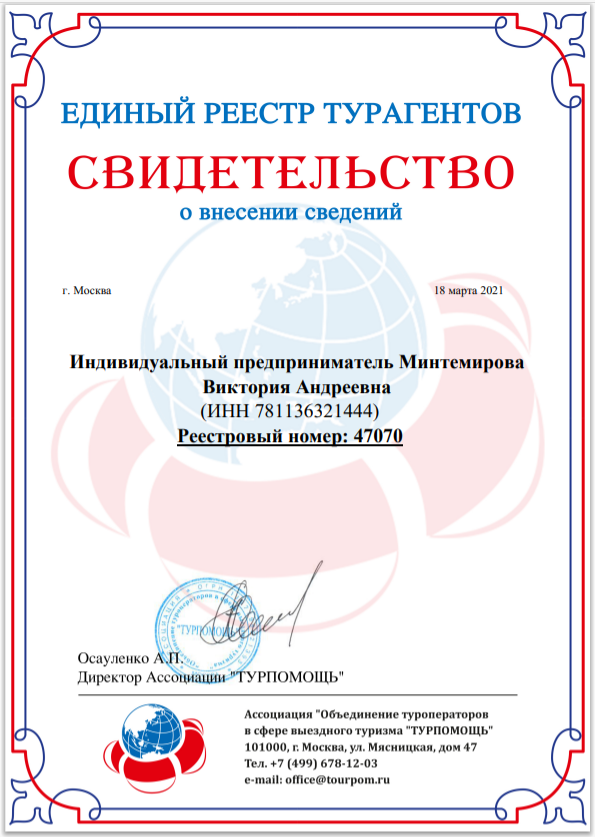 ЕДИНЫЙ РЕЕСТР ТУРАГЕНТОВ
СВИДЕТЕЛЬСТВО
о внесении сведений
г. Москва
18 марта 2021
Индивидуальный предприниматель Минтемирова
Виктория Андреевна
(ИНН 781136321444)
Реестровый номер: 47070
"ТУРПОМОЩЬ"
Осауленко А.П.
Директор Ассоциации "ТУРПОМОЩЬ"
Ассоциация "Объединение туроператоров
в сфере выездного туризма "ТУРПОМОЩЬ"
101000, г. Москва, ул. Мясницкая, дом 47
Тел. +7 (499) 678-12-03
e-mail: office@tourpom.ru